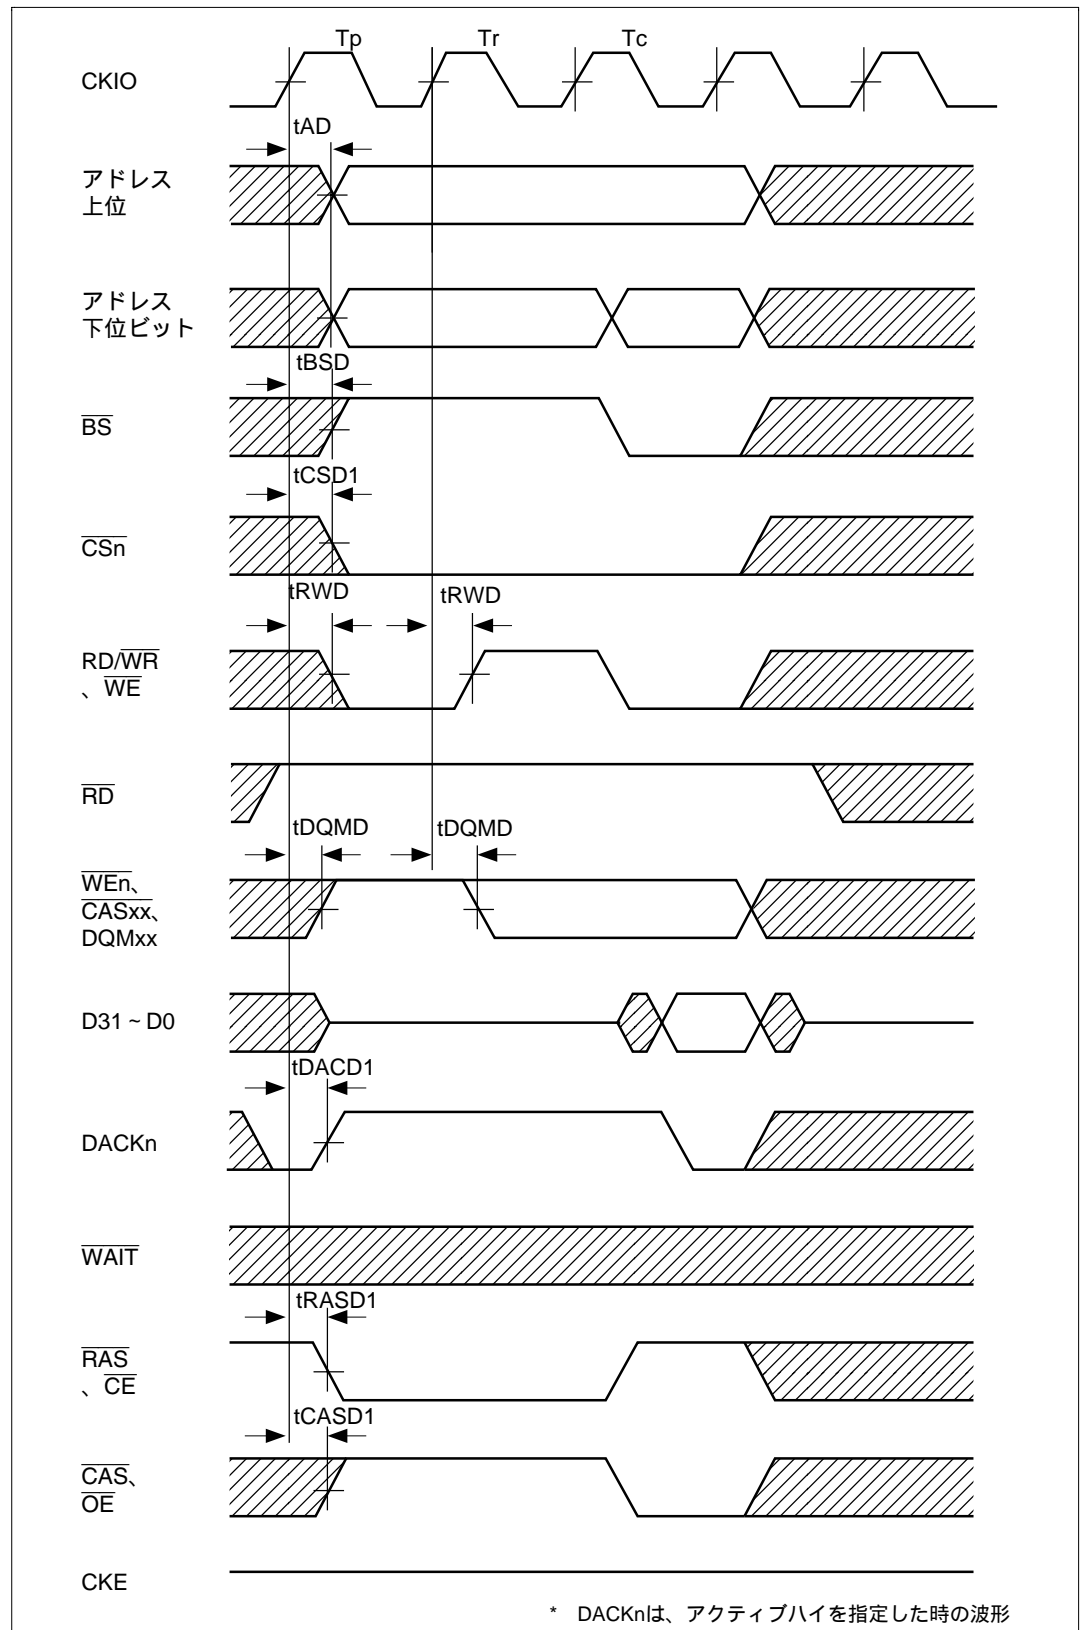 Tp Tr Tc
CKIO
tAD
アドレス
上位
アドレス
下位ビット
tBSD
BS
tCSD1
CSn
tRWD tRWD
RD/WR
、WE
RD
tDQMD tDQMD
WEn、
CASxx、
DQMxx
D31 ~ D0
tDACD1
DACKn
WAIT
tRASD1
RAS
、CE
tCASD1
CAS、
OE
CKE
* DACKnは、アクティブハイを指定した時の波形